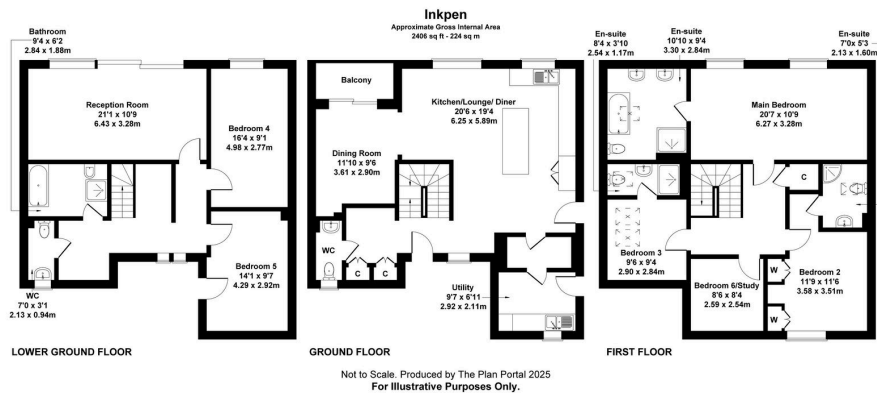 Inkpen
Approximate Gross Internal Area
2406 sq ft - 224 sq m
Bathroom
9'4 x 6'2
2.84 x 1.88m
Reception Room
21'1 x 10'9
6.43 x 3.28m
Bedroom 4
16'4 x 9'1
4.98 x 2.77m
Bedroom 5
14'1 x 9'7
4.29 x 2.92m
WC
7'0 x 3'1
2.13 x 0.94m
LOWER GROUND FLOOR
Balcony
Kitchen/Lounge/ Diner
20'6 x 19'4
6.25 x 5.89m
Dining Room
11'10 x 9'6
3.61 x 2.90m
WC
C
C
Utility
9'7 x 6'11
2.92 x 2.11m
GROUND FLOOR
En-suite
8'4 x 3'10
2.54 x 1.17m
En-suite
10'10 x 9'4
3.30 x 2.84m
En-suite
7'0x 5'3
2.13 x 1.60m
Main Bedroom
20'7 x 10'9
6.27 x 3.28m
C
Bedroom 3
9'6 x 9'4
2.90 x 2.84m
Bedroom 6/Study
8'6 x 8'4
2.59 x 2.54m
W
Bedroom 2
11'9 x 11'6
3.58 x 3.51m
W
FIRST FLOOR
Not to Scale. Produced by The Plan Portal 2025
For Illustrative Purposes Only.